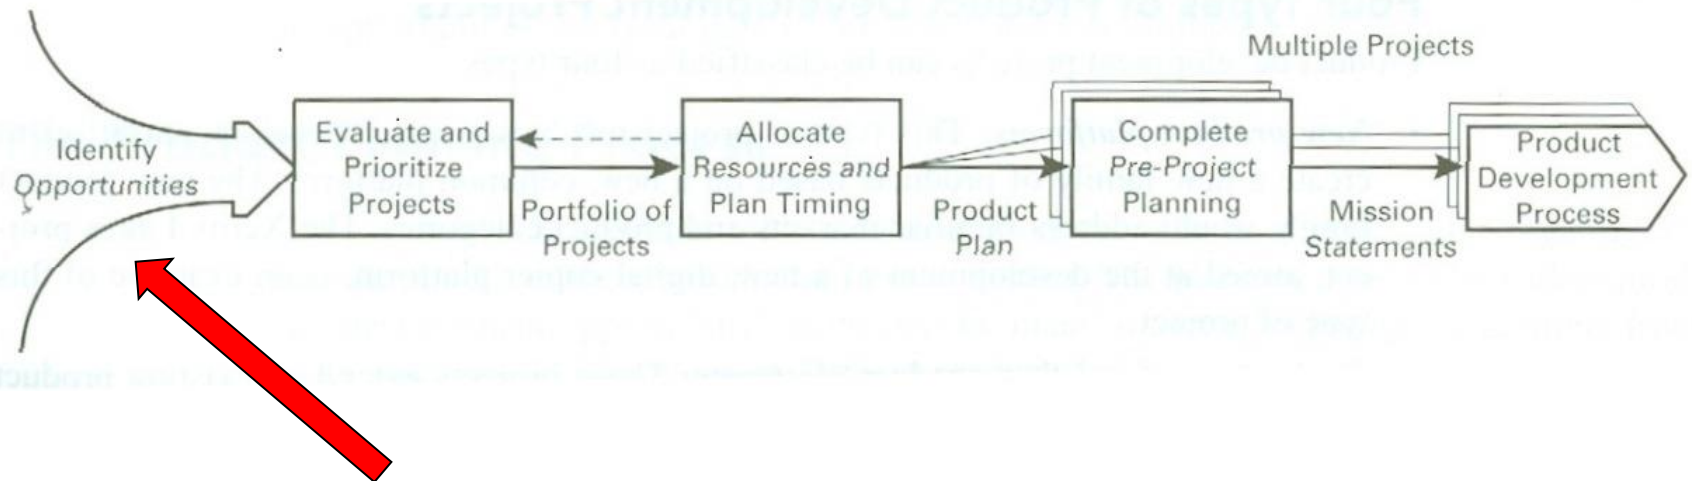 Multiple Projects
Identify
Opportunities
Evaluate and
Prioritize
Projects
Portfolio of
Projects
Allocate
Resources and
Plan Timing
Product
Plan
Complete
Pre-Project
Planning
Mission
Statements
Product
Development
Process